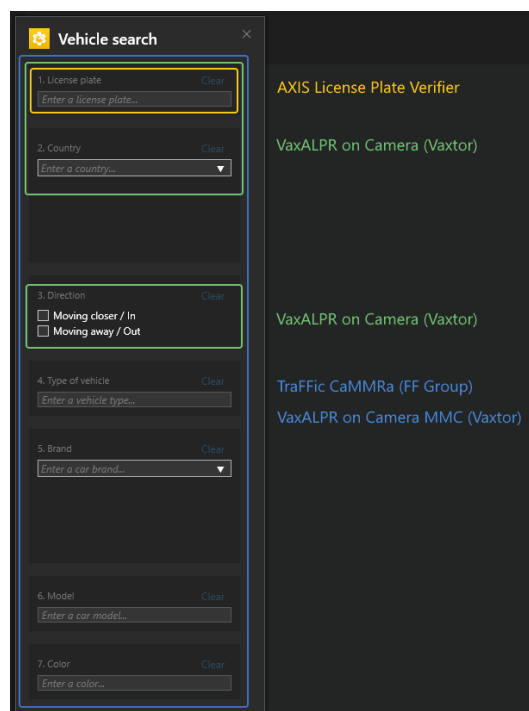 Vehicle search
1. License plate Clear
Enter a license plate...
AXIS License Plate Verifier
2. Country Clear
Enter a country...
VaxALPR on Camera (Vaxtor)
3. Direction Clear
Moving closer / In
Moving away / Out
VaxALPR on Camera (Vaxtor)
4. Type of vehicle Clear
Enter a vehicle type...
TraFFic CaMMRa (FF Group)
VaxALPR on Camera MMC (Vaxtor)
5. Brand Clear
Enter a car brand...
6. Model Clear
Enter a car model...
7. Color Clear
Enter a color...